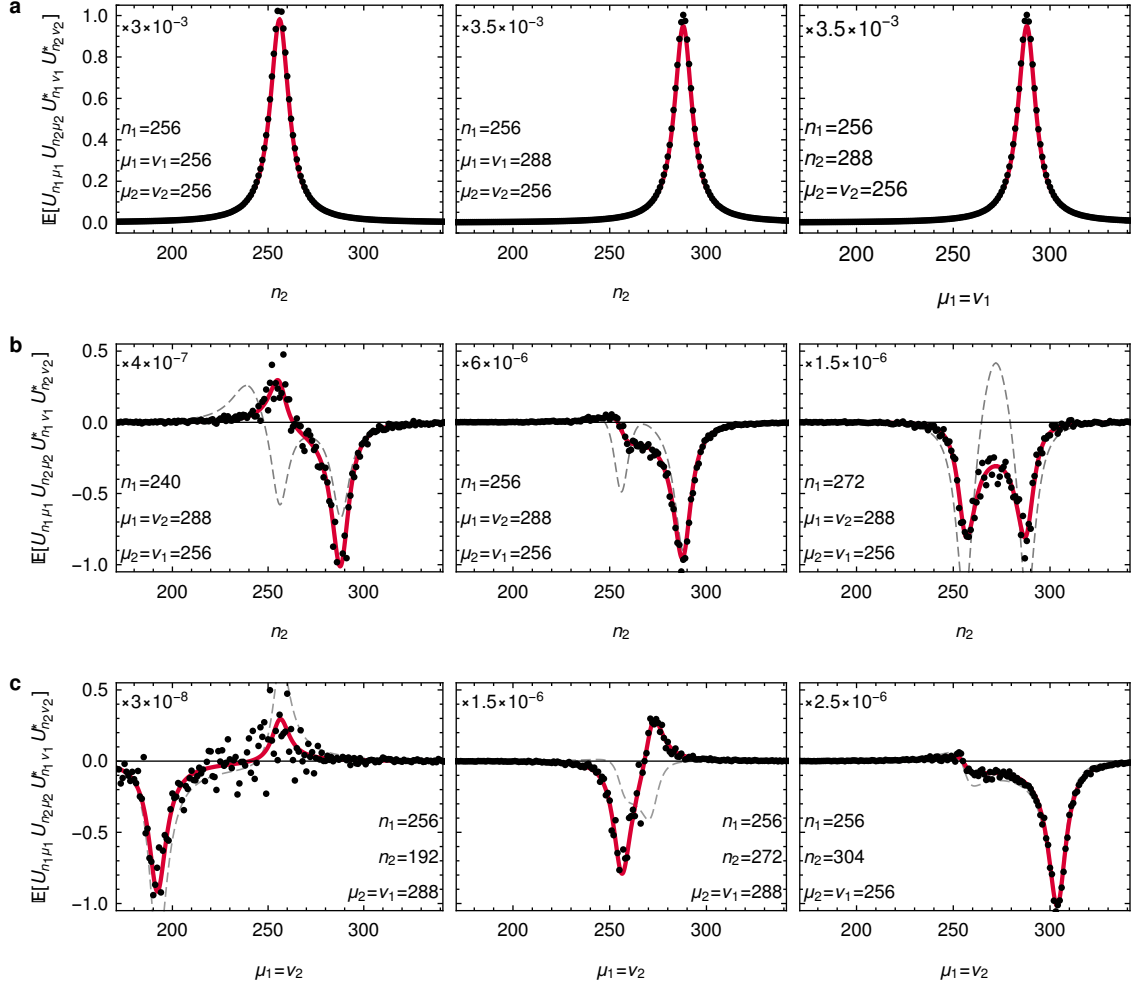 a
𝔼[U_{n₁μ₁} U_{n₂μ₂} U*_{n₁ν₁} U*_{n₂ν₂}]
1.0
0.8
0.6
0.4
0.2
0.0
×3×10⁻³
n₁=256
μ₁=ν₁=256
μ₂=ν₂=256
200 250 300
n₂
×3.5×10⁻³
n₁=256
μ₁=ν₁=288
μ₂=ν₂=256
200 250 300
n₂
×3.5×10⁻³
n₁=256
n₂=288
μ₂=ν₂=256
200 250 300
μ₁=ν₁
b
𝔼[U_{n₁μ₁} U_{n₂μ₂} U*_{n₁ν₁} U*_{n₂ν₂}]
0.5
0.0
−0.5
−1.0
×4×10⁻⁷
n₁=240
μ₁=ν₂=288
μ₂=ν₁=256
200 250 300
n₂
×6×10⁻⁶
n₁=256
μ₁=ν₂=288
μ₂=ν₁=256
200 250 300
n₂
×1.5×10⁻⁶
n₁=272
μ₁=ν₂=288
μ₂=ν₁=256
200 250 300
n₂
c
𝔼[U_{n₁μ₁} U_{n₂μ₂} U*_{n₁ν₁} U*_{n₂ν₂}]
0.5
0.0
−0.5
−1.0
×3×10⁻⁸
n₁=256
n₂=192
μ₂=ν₁=288
200 250 300
μ₁=ν₂
×1.5×10⁻⁶
n₁=256
n₂=272
μ₂=ν₁=288
200 250 300
μ₁=ν₂
×2.5×10⁻⁶
n₁=256
n₂=304
μ₂=ν₁=256
200 250 300
μ₁=ν₂